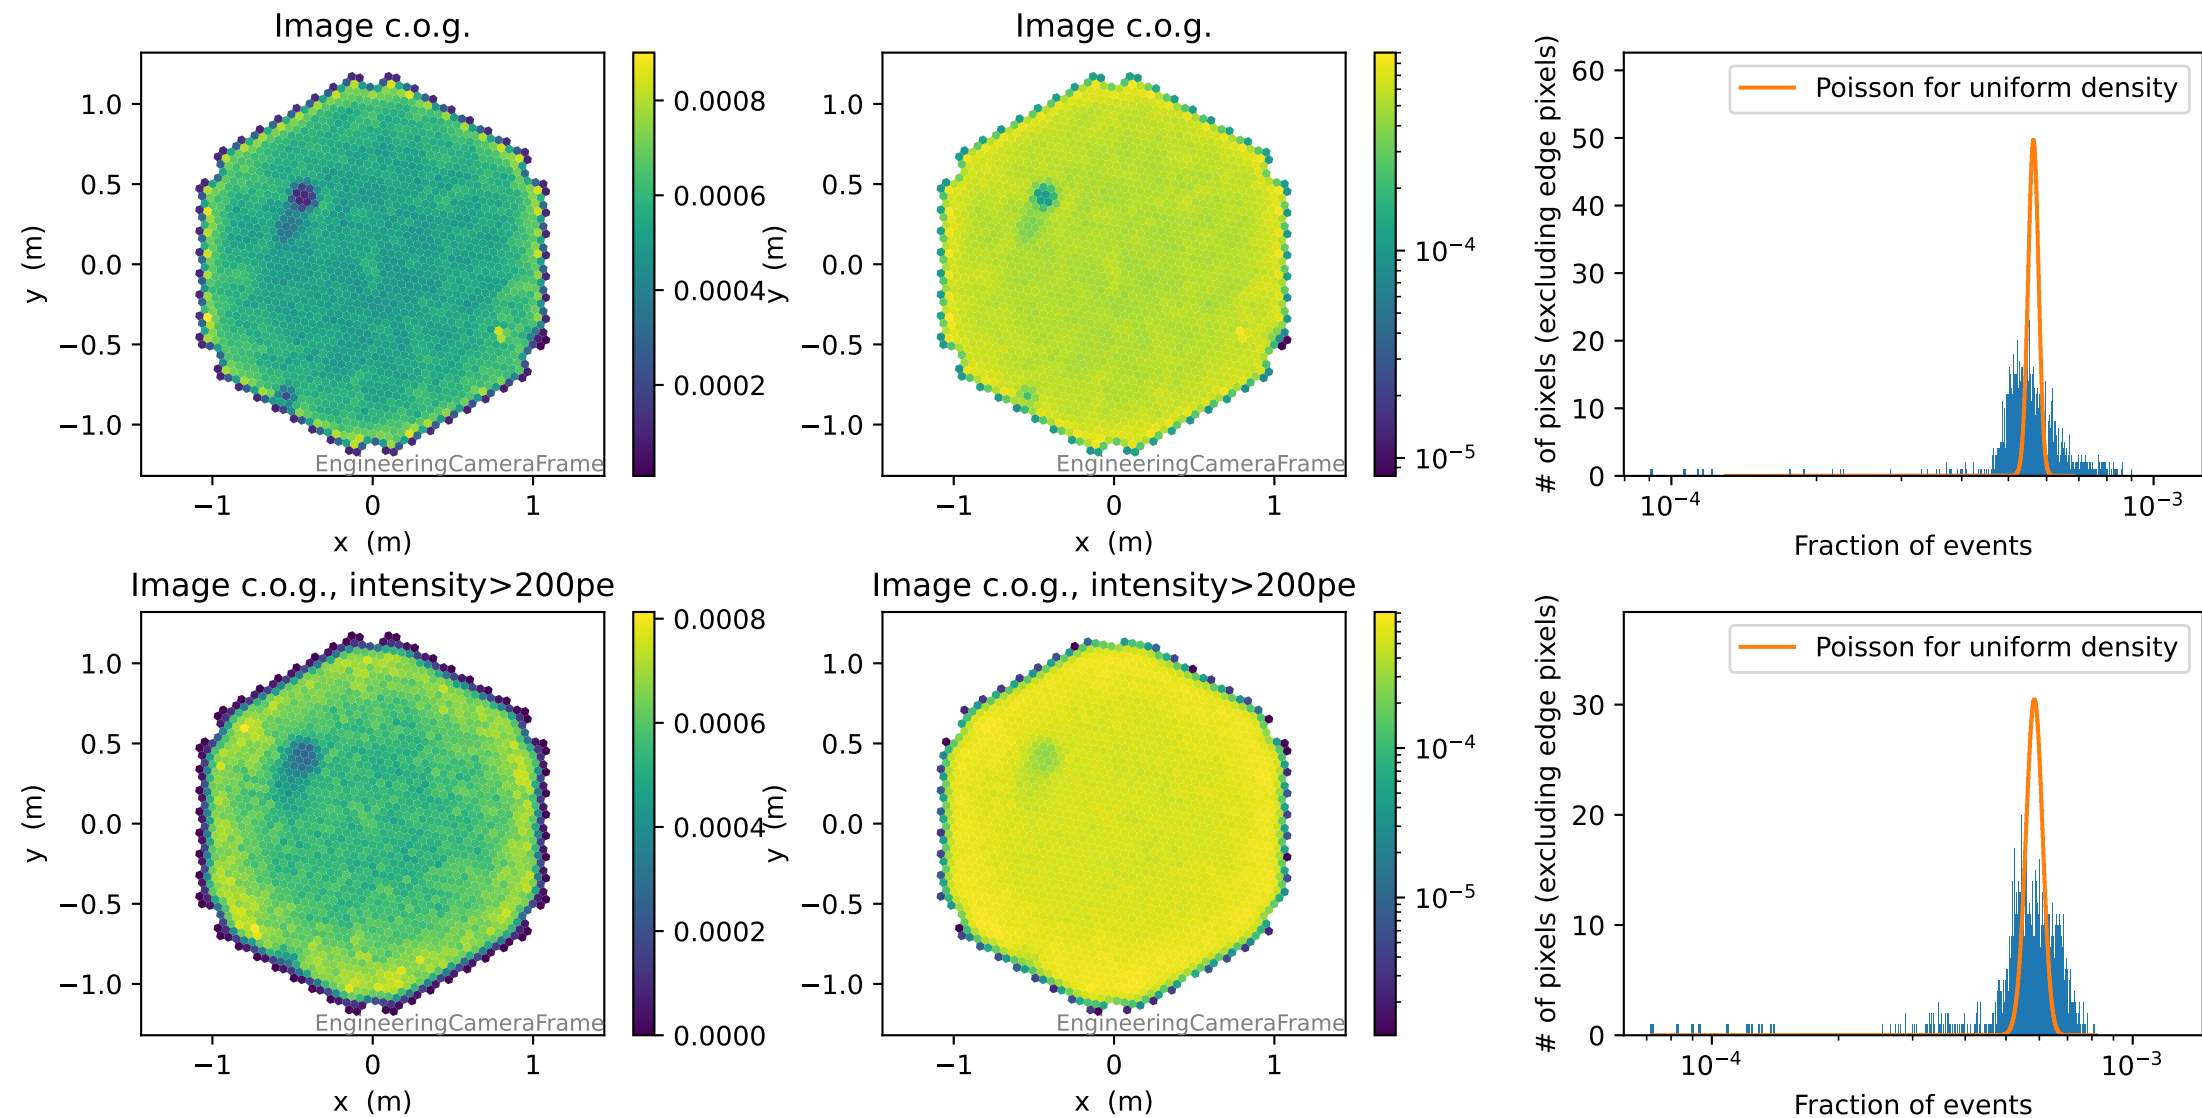 Image c.o.g.
1.0
0.5
0.0
−0.5
−1.0
y (m)
−1
0
1
x (m)
EngineeringCameraFrame
0.0008
0.0006
0.0004
0.0002
Image c.o.g.
1.0
0.5
0.0
−0.5
−1.0
y (m)
−1
0
1
x (m)
EngineeringCameraFrame
10⁻⁴
10⁻⁵
# of pixels (excluding edge pixels)
60
50
40
30
20
10
0
Poisson for uniform density
10⁻⁴
10⁻³
Fraction of events
Image c.o.g., intensity>200pe
1.0
0.5
0.0
−0.5
−1.0
y (m)
−1
0
1
x (m)
EngineeringCameraFrame
0.0008
0.0006
0.0004
0.0002
0.0000
Image c.o.g., intensity>200pe
1.0
0.5
0.0
−0.5
−1.0
y (m)
−1
0
1
x (m)
EngineeringCameraFrame
10⁻⁴
10⁻⁵
# of pixels (excluding edge pixels)
30
20
10
0
Poisson for uniform density
10⁻⁴
10⁻³
Fraction of events